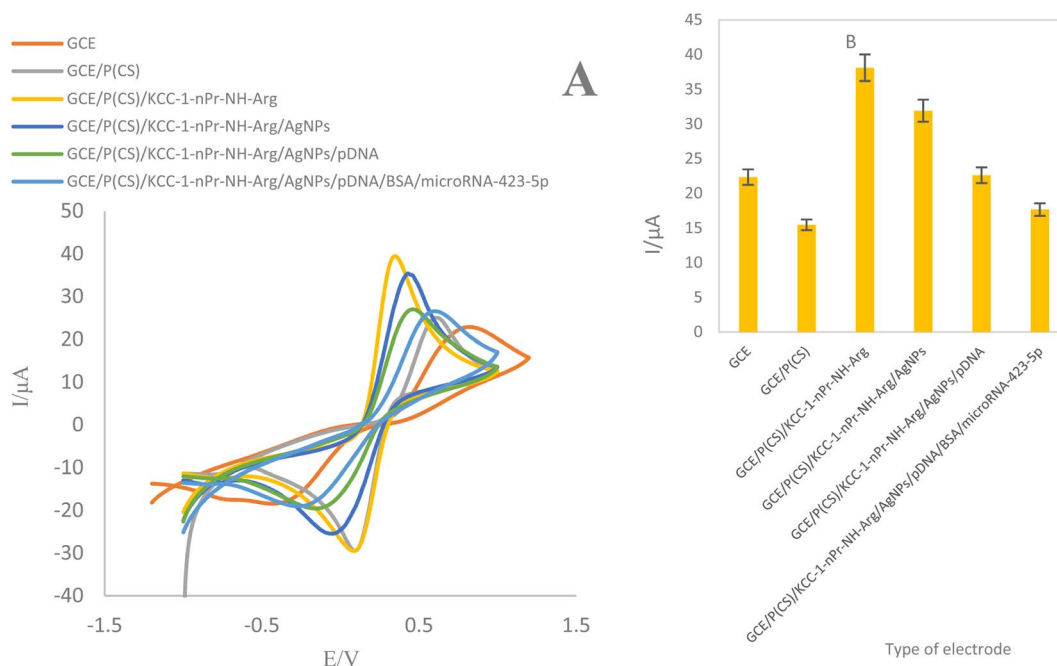 GCE
GCE/P(CS)
GCE/P(CS)/KCC-1-nPr-NH-Arg
GCE/P(CS)/KCC-1-nPr-NH-Arg/AgNPs
GCE/P(CS)/KCC-1-nPr-NH-Arg/AgNPs/pDNA
GCE/P(CS)/KCC-1-nPr-NH-Arg/AgNPs/pDNA/BSA/microRNA-423-5p
A
50
40
30
20
10
0
-10
-20
-30
-40
I/µA
-1.5
-0.5
0.5
1.5
E/V
B
45
40
35
30
25
20
15
10
5
0
I/µA
GCE
GCE/P(CS)
GCE/P(CS)/KCC-1-nPr-NH-Arg
GCE/P(CS)/KCC-1-nPr-NH-Arg/AgNPs
GCE/P(CS)/KCC-1-nPr-NH-Arg/AgNPs/pDNA
GCE/P(CS)/KCC-1-nPr-NH-Arg/AgNPs/pDNA/BSA/microRNA-423-5p
Type of electrode